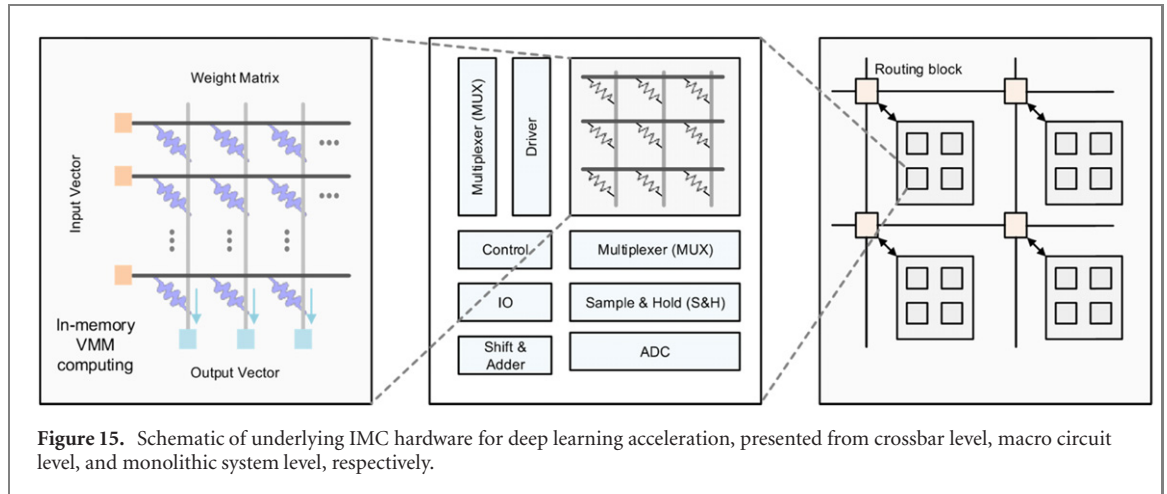 Weight Matrix
Input Vector
In-memory
VMM
computing
Output Vector
Multiplexer (MUX)
Driver
Control
Multiplexer (MUX)
IO
Sample & Hold (S&H)
Shift &
Adder
ADC
Routing block
Figure 15. Schematic of underlying IMC hardware for deep learning acceleration, presented from crossbar level, macro circuit
level, and monolithic system level, respectively.